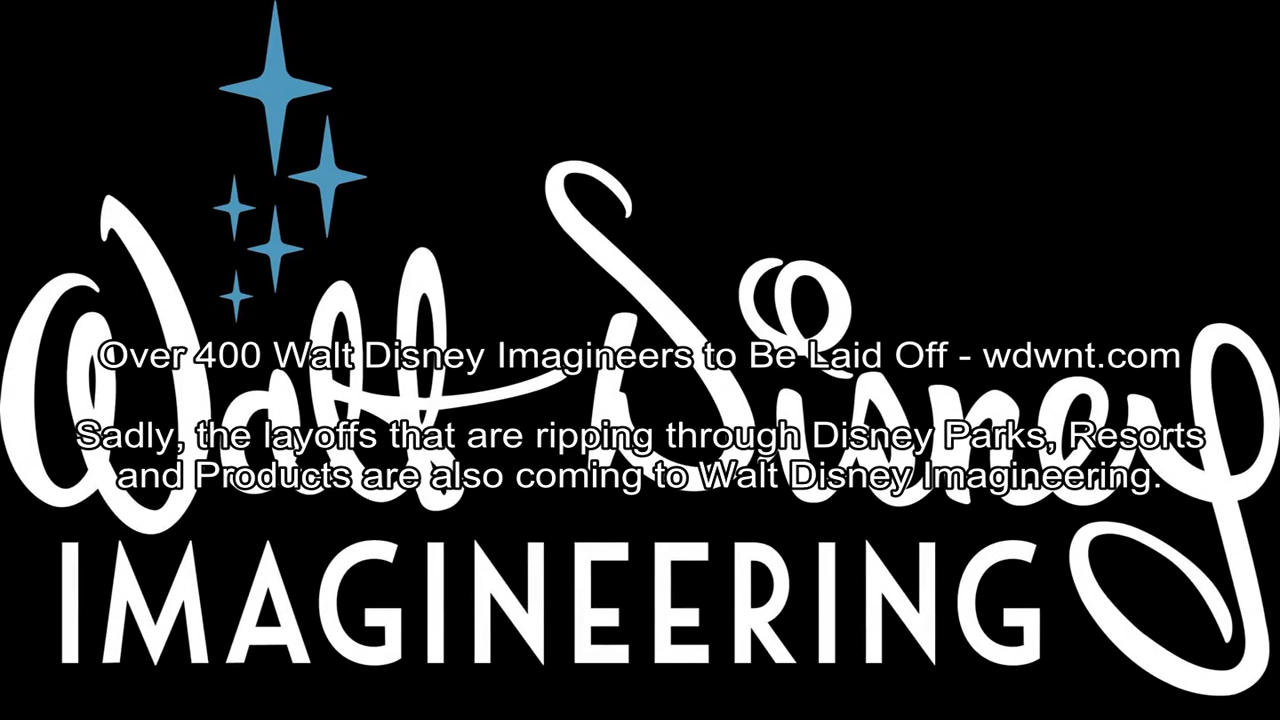 Walt Disney
Over 400 Walt Disney Imagineers to Be Laid Off - wdwnt.com
Sadly, the layoffs that are ripping through Disney Parks, Resorts
and Products are also coming to Walt Disney Imagineering.
IMAGINEERING